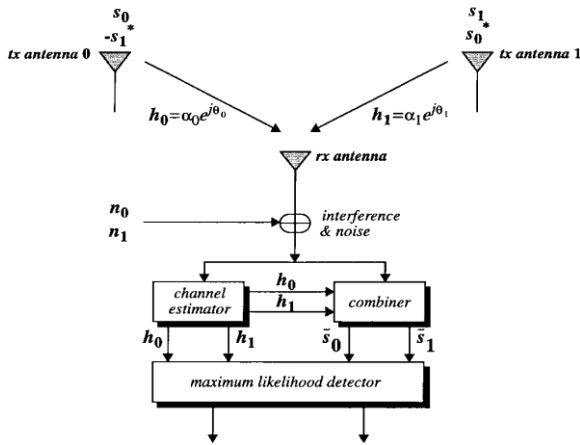 s₀ s₁
-s₁* s₀*
tx antenna 0 tx antenna 1
h₀=α₀e^{jθ₀} h₁=α₁e^{jθ₁}
rx antenna
n₀
n₁
interference
& noise
channel
estimator
h₀
h₁
combiner
h₀ h₁ s̃₀ s̃₁
maximum likelihood detector